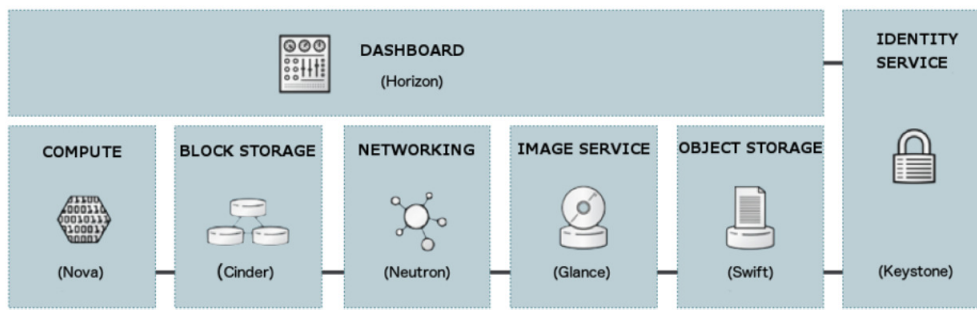 DASHBOARD
(Horizon)
IDENTITY
SERVICE
COMPUTE
(Nova)
BLOCK STORAGE
(Cinder)
NETWORKING
(Neutron)
IMAGE SERVICE
(Glance)
OBJECT STORAGE
(Swift)
(Keystone)